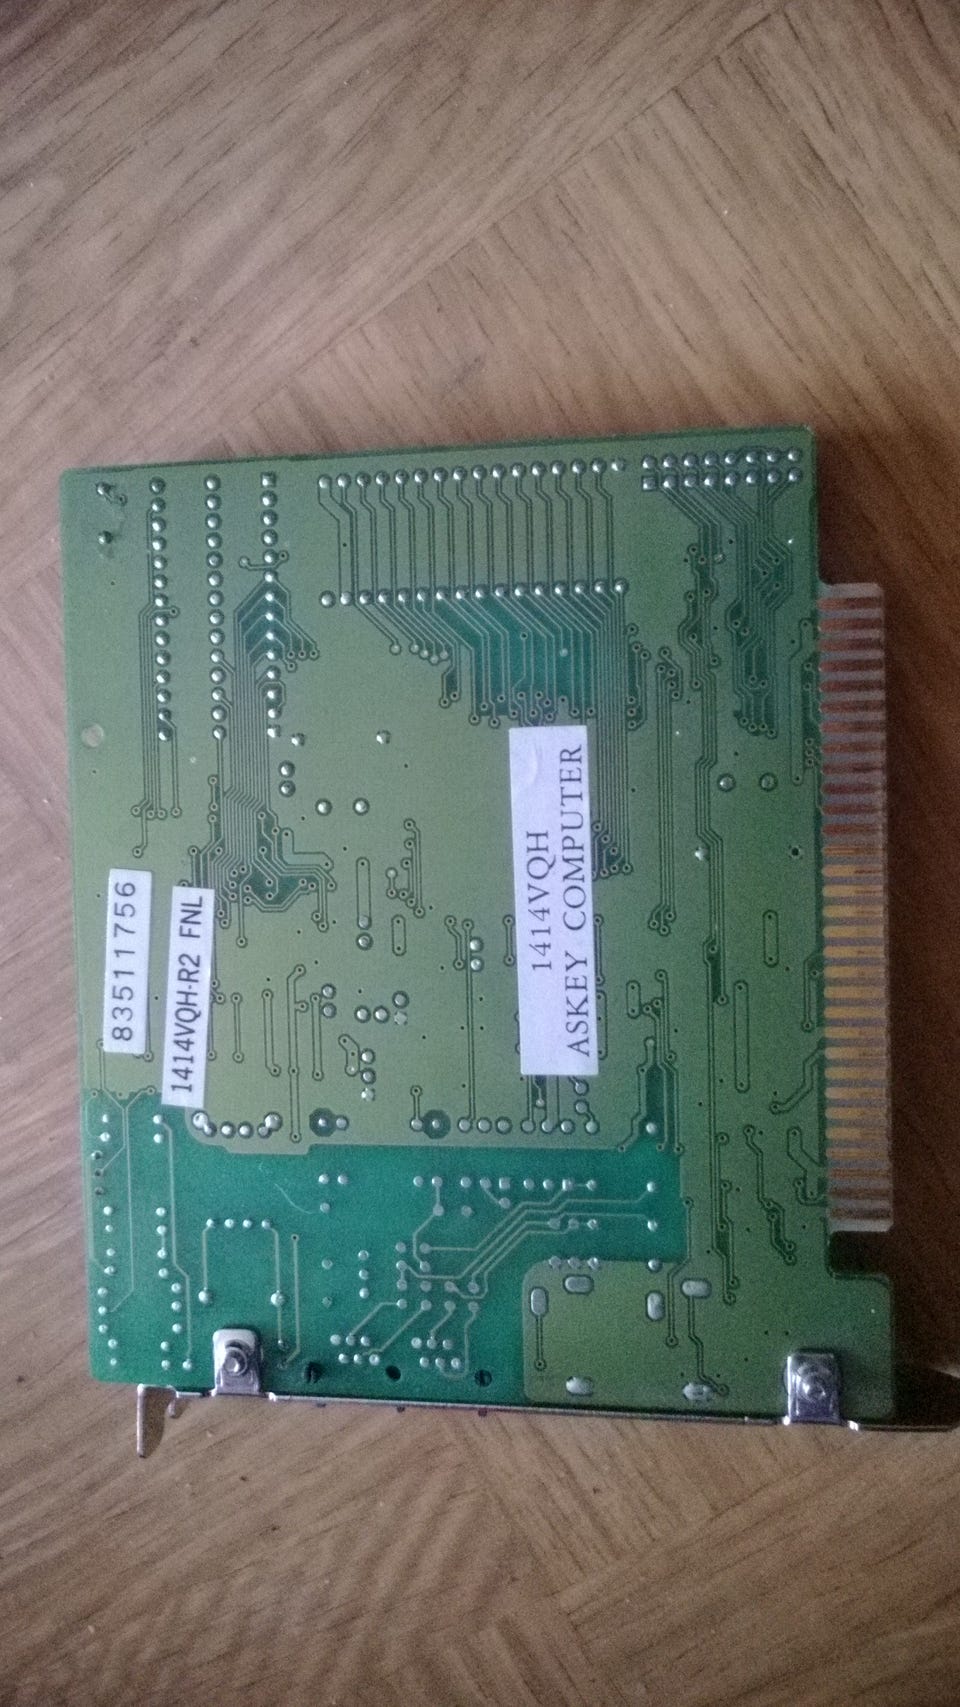 83511756
1414VQH-R2 FNL
1414VQH
ASKEY COMPUTER